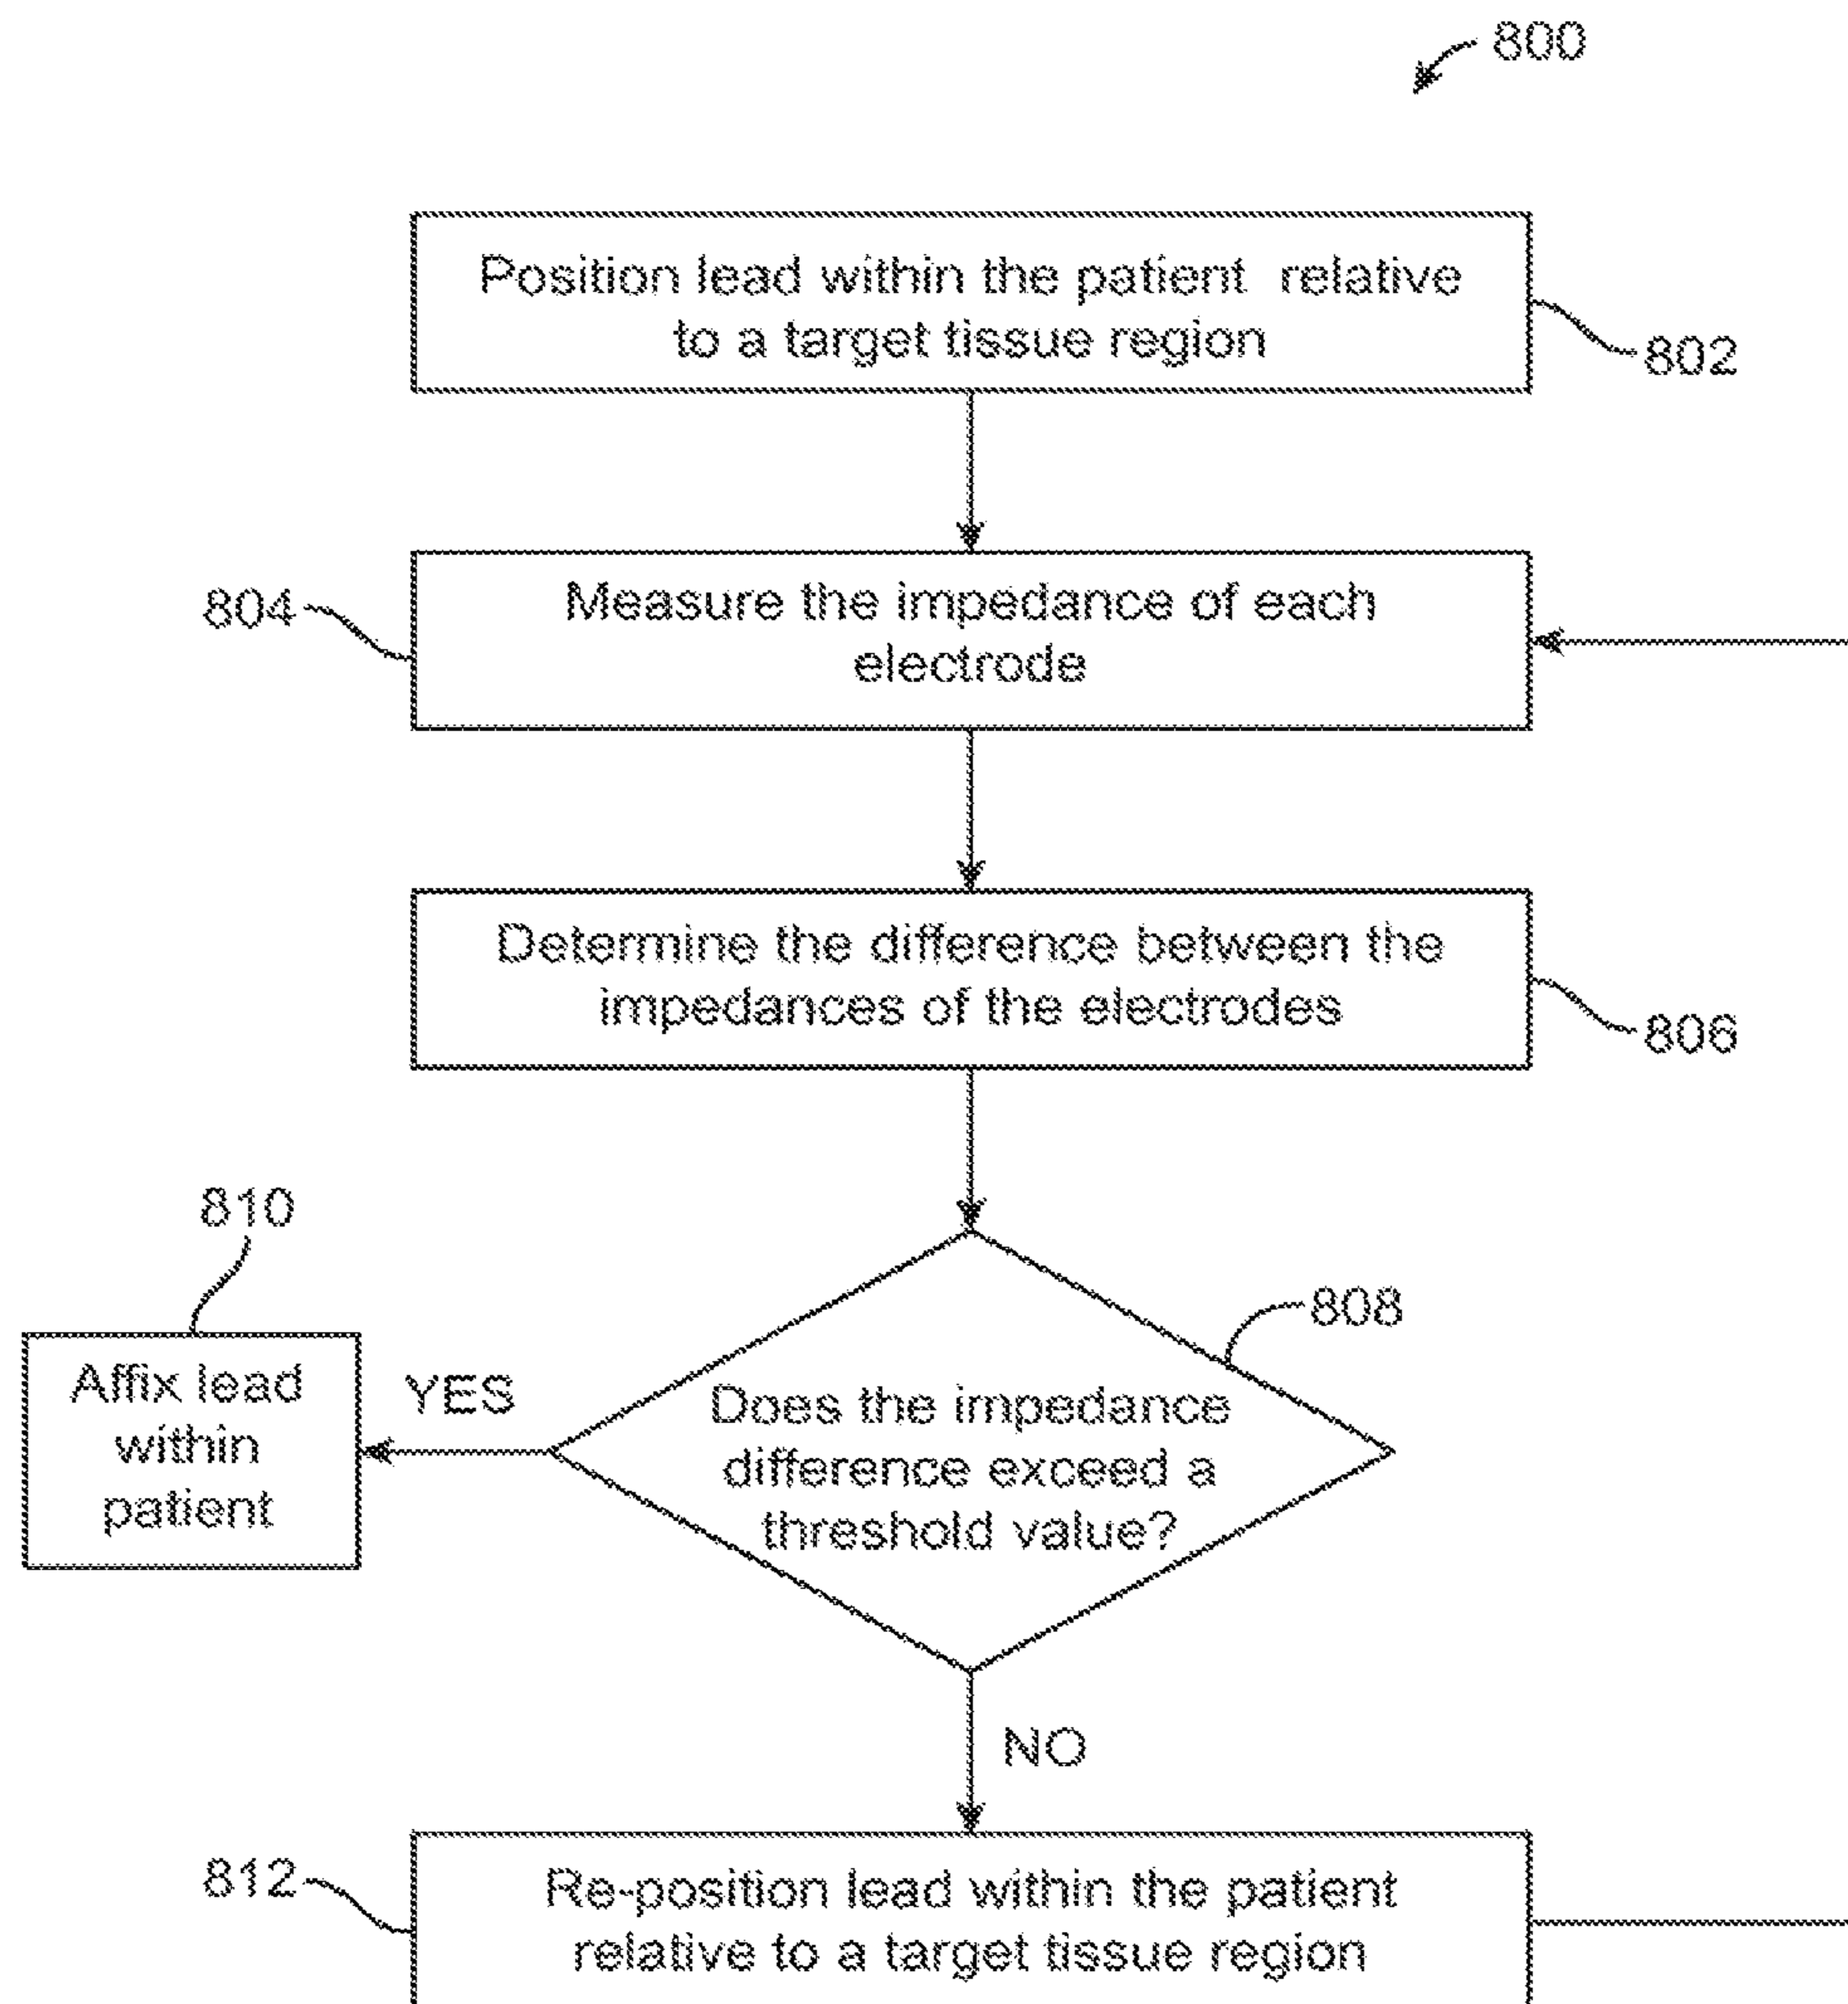 800
Position lead within the patient relative
to a target tissue region
802
804
Measure the impedance of each
electrode
Determine the difference between the
impedances of the electrodes
806
810
808
Affix lead
within
patient
YES
Does the impedance
difference exceed a
threshold value?
NO
812
Re-position lead within the patient
relative to a target tissue region